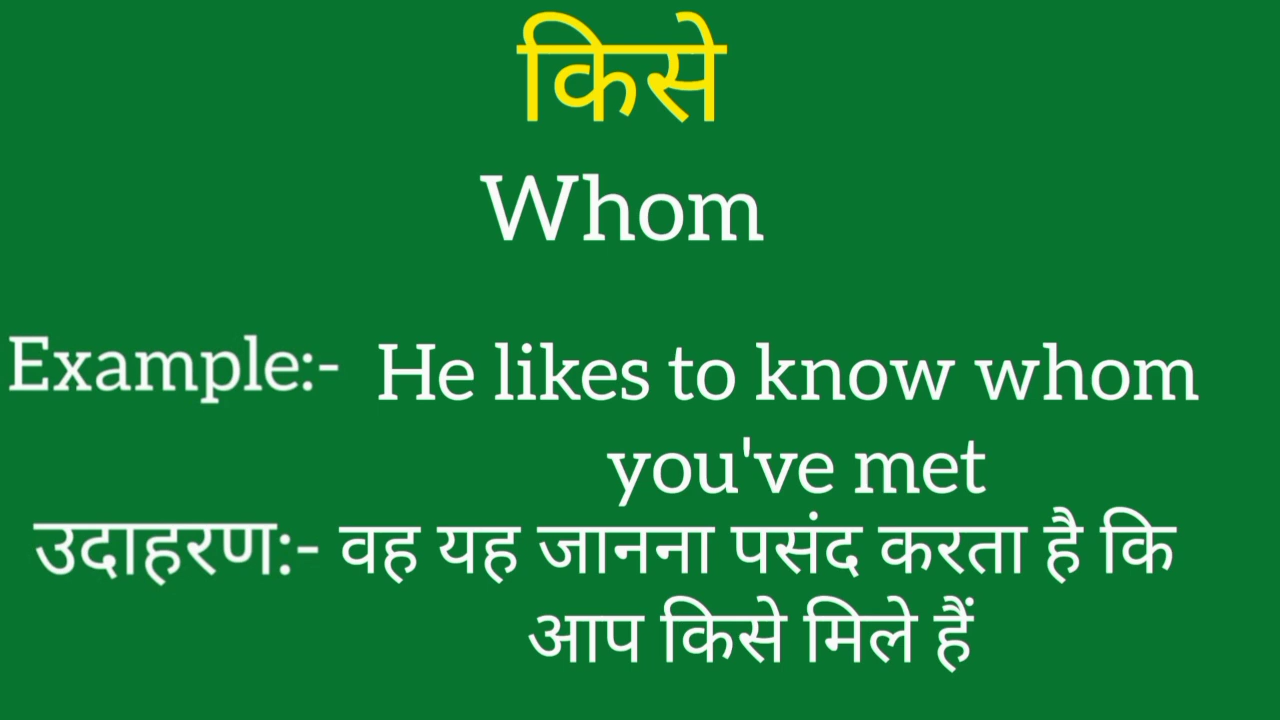 किसे
Whom
Example:- He likes to know whom
you've met
उदाहरण:- वह यह जानना पसंद करता है कि
आप किसे मिले हैं